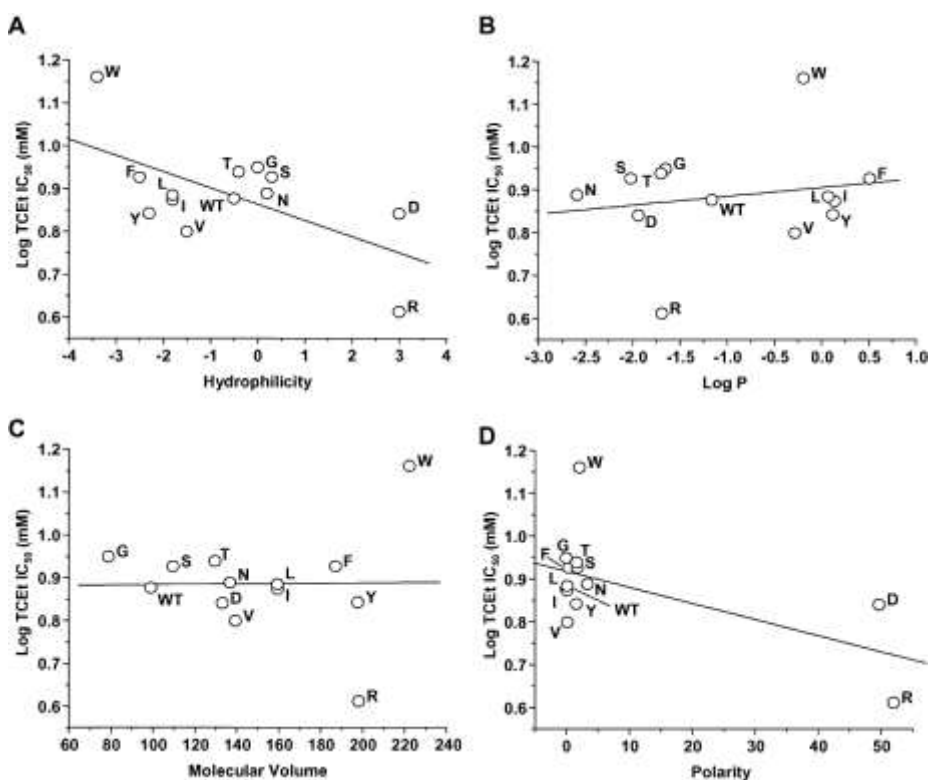 A
Log TCEt IC₅₀ (mM)
1.2
1.1
1.0
0.9
0.8
0.7
0.6
W
F
L
I
Y
V
T
G
S
WT
N
D
R
-4 -3 -2 -1 0 1 2 3 4
Hydrophilicity
B
Log TCEt IC₅₀ (mM)
1.2
1.1
1.0
0.9
0.8
0.7
0.6
W
N
S
T
G
D
WT
F
L
I
V
Y
R
-3.0 -2.5 -2.0 -1.5 -1.0 -0.5 0.0 0.5 1.0
Log P
C
Log TCEt IC₅₀ (mM)
1.2
1.1
1.0
0.9
0.8
0.7
0.6
W
G
S
T
F
WT
N
L
I
D
V
Y
R
60 80 100 120 140 160 180 200 220 240
Molecular Volume
D
Log TCEt IC₅₀ (mM)
1.2
1.1
1.0
0.9
0.8
0.7
0.6
W
G
T
F
S
L
N
I
Y
WT
V
D
R
0 10 20 30 40 50
Polarity